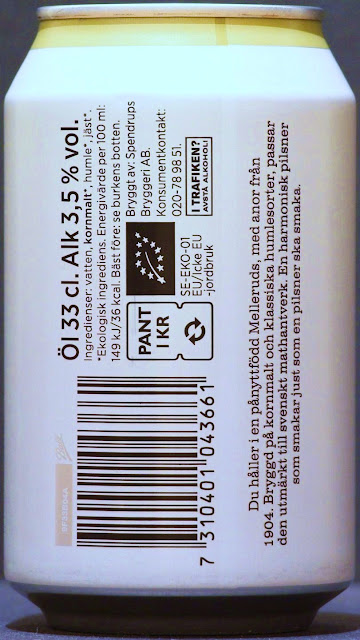 Öl 33 cl. Alk 3,5 % vol.
Ingredienser: vatten, kornmalt*, humle*, jäst*.
*Ekologisk ingrediens. Energivärde per 100 ml:
149 kJ/36 kcal. Bäst före: se burkens botten.
PANT
1 KR
SE-EKO-01
EU/Icke EU
-jordbruk
Bryggt av: Spendrups
Bryggeri AB.
Konsumentkontakt:
020-78 98 51.
I TRAFIKEN?
AVSTÅ ALKOHOL!
7 310401 043661
Du håller i en pånyttfödd Melleruds, med anor från
1904. Bryggd på kornmalt och klassiska humlesorter, passar
den utmärkt till svenskt mathantverk. En harmonisk pilsner
som smakar just som en pilsner ska smaka.